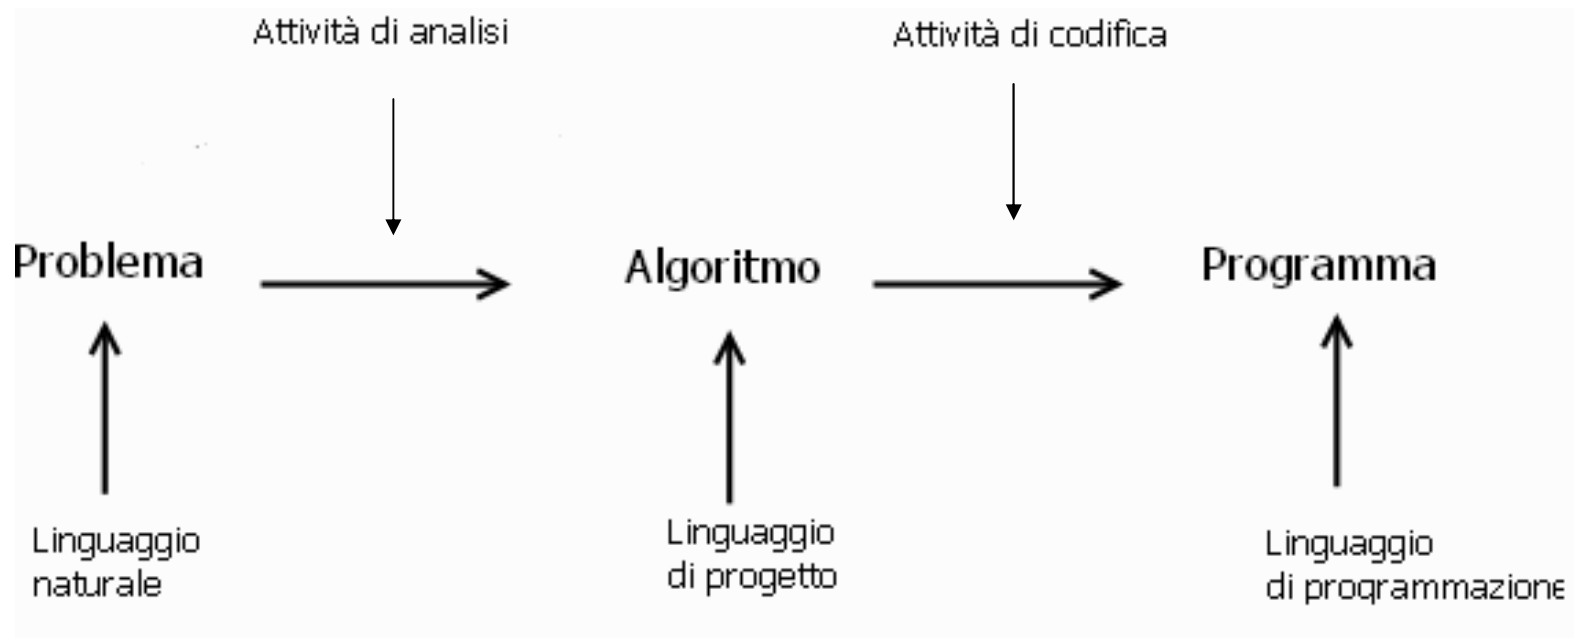 Attività di analisi
Attività di codifica
Problema
Algoritmo
Programma
Linguaggio
naturale
Linguaggio
di progetto
Linguaggio
di programmazione